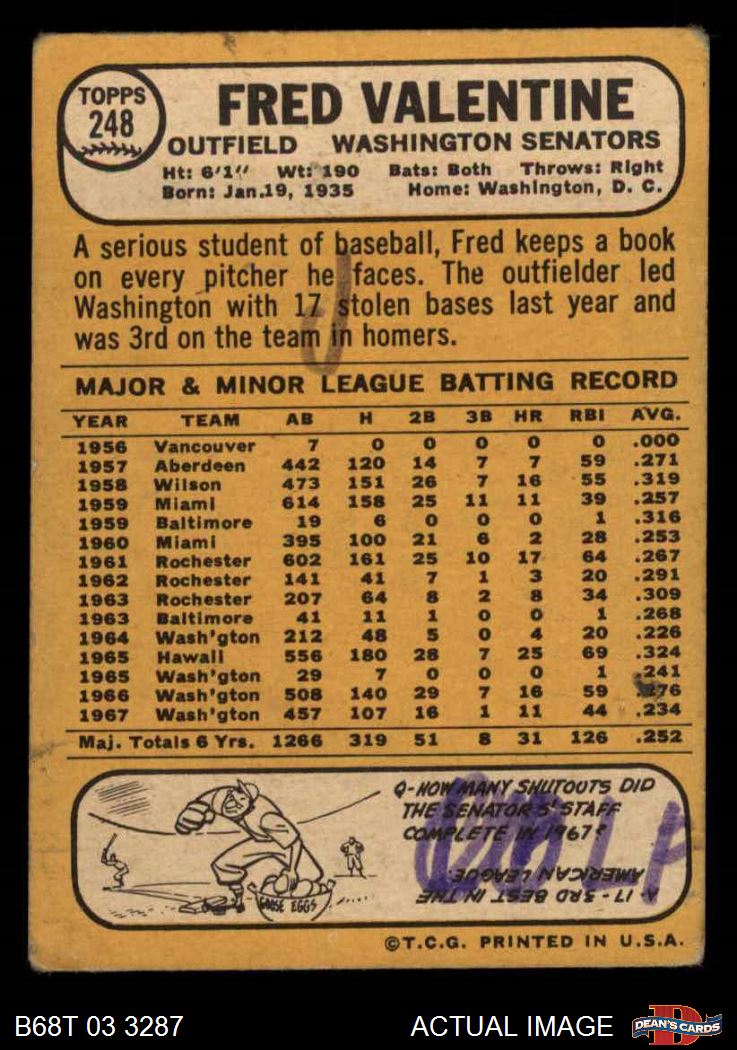 TOPPS
248
FRED VALENTINE
OUTFIELD WASHINGTON SENATORS
Ht: 6'1" Wt: 190 Bats: Both Throws: Right
Born: Jan.19, 1935 Home: Washington, D. C.
A serious student of baseball, Fred keeps a book
on every pitcher he faces. The outfielder led
Washington with 17 stolen bases last year and
was 3rd on the team in homers.
MAJOR & MINOR LEAGUE BATTING RECORD
YEAR TEAM AB H 2B 3B HR RBI AVG.
1956 Vancouver 7 0 0 0 0 0 .000
1957 Aberdeen 442 120 14 7 7 59 .271
1958 Wilson 473 151 26 7 16 55 .319
1959 Miami 614 158 25 11 11 39 .257
1959 Baltimore 19 6 0 0 0 1 .316
1960 Miami 395 100 21 6 2 28 .253
1961 Rochester 602 161 25 10 17 64 .267
1962 Rochester 141 41 7 1 3 20 .291
1963 Rochester 207 64 8 2 8 34 .309
1963 Baltimore 41 11 1 0 0 1 .268
1964 Wash'gton 212 48 5 0 4 20 .226
1965 Hawaii 556 180 28 7 25 69 .324
1965 Wash'gton 29 7 0 0 0 1 .241
1966 Wash'gton 508 140 29 7 16 59 .276
1967 Wash'gton 457 107 16 1 11 44 .234
Maj. Totals 6 Yrs. 1266 319 51 8 31 126 .252
Q-HOW MANY SHUTOUTS DID
THE SENATORS' STAFF
COMPLETE IN 1967?
A-17-3RD BEST IN THE
AMERICAN LEAGUE.
GOOSE EGGS
©T.C.G. PRINTED IN U.S.A.
B68T 03 3287 ACTUAL IMAGE DEAN'S CARDS